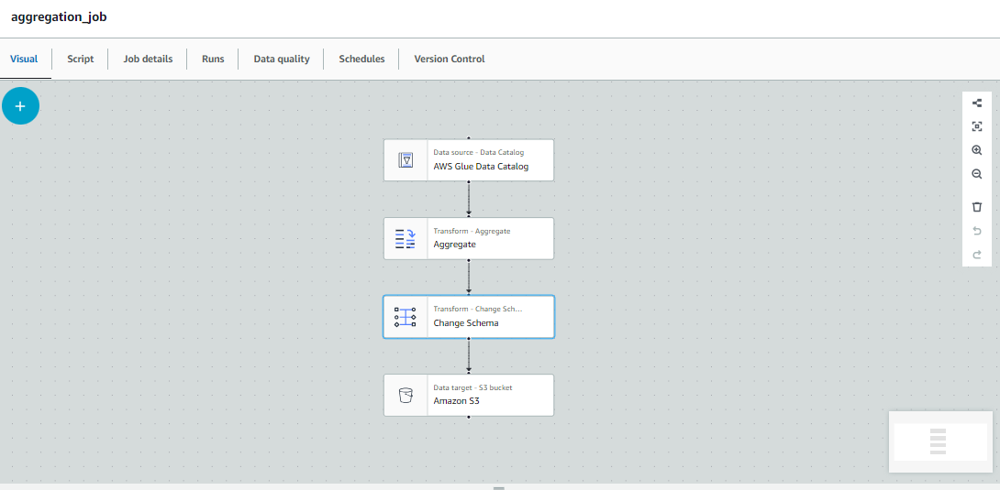 aggregation_job
Visual
Script
Job details
Runs
Data quality
Schedules
Version Control
Data source - Data Catalog
AWS Glue Data Catalog
Transform - Aggregate
Aggregate
Transform - Change Sch...
Change Schema
Data target - S3 bucket
Amazon S3